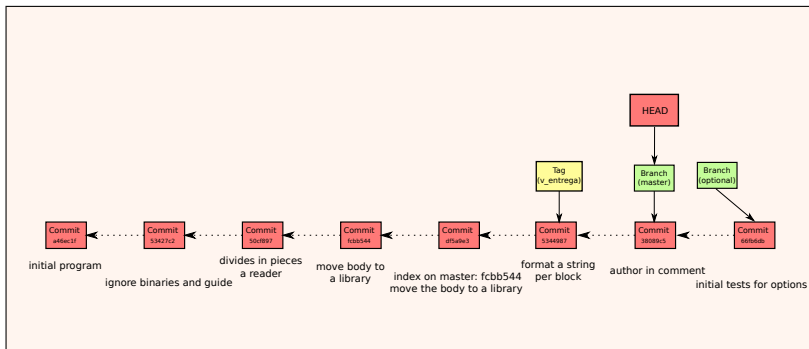 HEAD
Tag
(v_entrega)
Branch
(master)
Branch
(optional)
Commit
a46ec1f
Commit
53427c2
Commit
50cf897
Commit
fcbb544
Commit
df5a9e3
Commit
5344987
Commit
38089c5
Commit
66fb6db
initial program
ignore binaries and guide
divides in pieces
a reader
move body to
a library
index on master: fcbb544
move the body to a library
format a string
per block
author in comment
initial tests for options